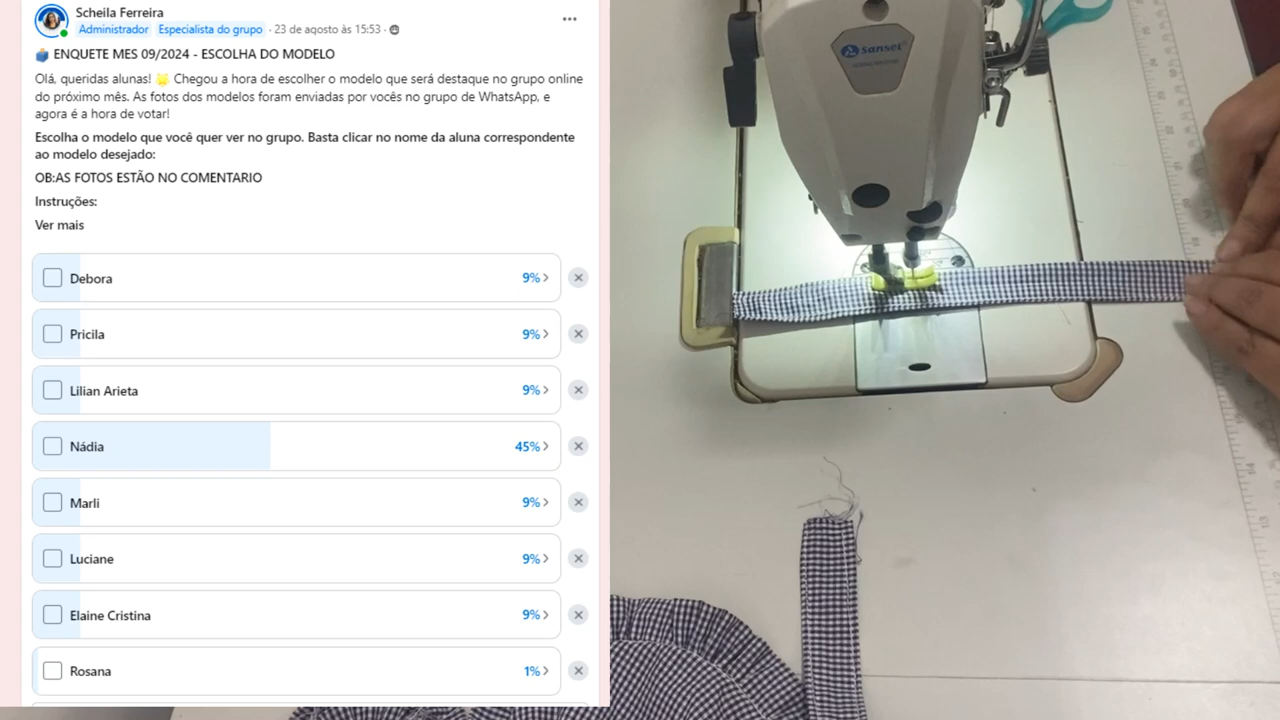 Scheila Ferreira
Administrador Especialista do grupo · 23 de agosto às 15:53 ·
ENQUETE MES 09/2024 - ESCOLHA DO MODELO
Olá, queridas alunas! 🌟 Chegou a hora de escolher o modelo que será destaque no grupo online
do próximo mês. As fotos dos modelos foram enviadas por vocês no grupo de WhatsApp, e
agora é a hora de votar!
Escolha o modelo que você quer ver no grupo. Basta clicar no nome da aluna correspondente
ao modelo desejado:
OB:AS FOTOS ESTÃO NO COMENTARIO
Instruções:
Ver mais
Debora 9%
Pricila 9%
Lilian Arieta 9%
Nádia 45%
Marli 9%
Luciane 9%
Elaine Cristina 9%
Rosana 1%
sansei